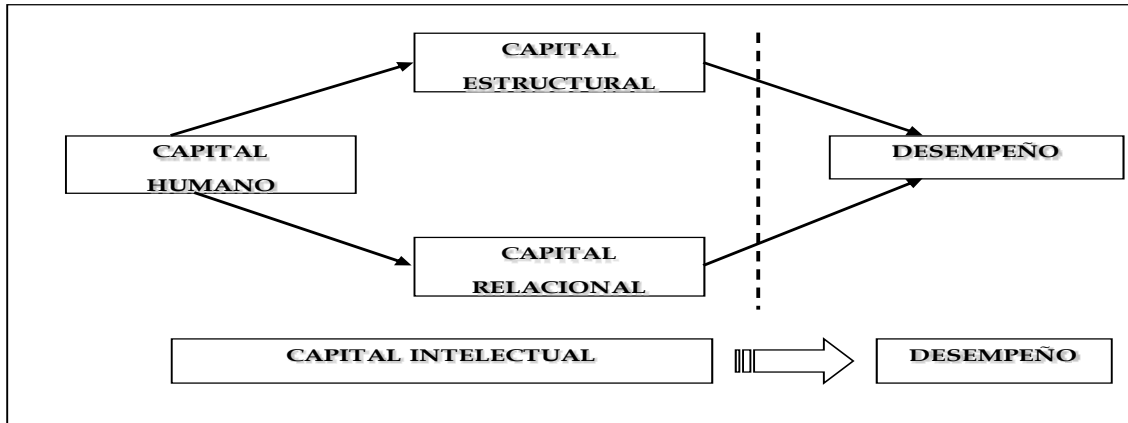 CAPITAL
ESTRUCTURAL
CAPITAL
HUMANO
DESEMPEÑO
CAPITAL
RELACIONAL
CAPITAL INTELECTUAL
DESEMPEÑO